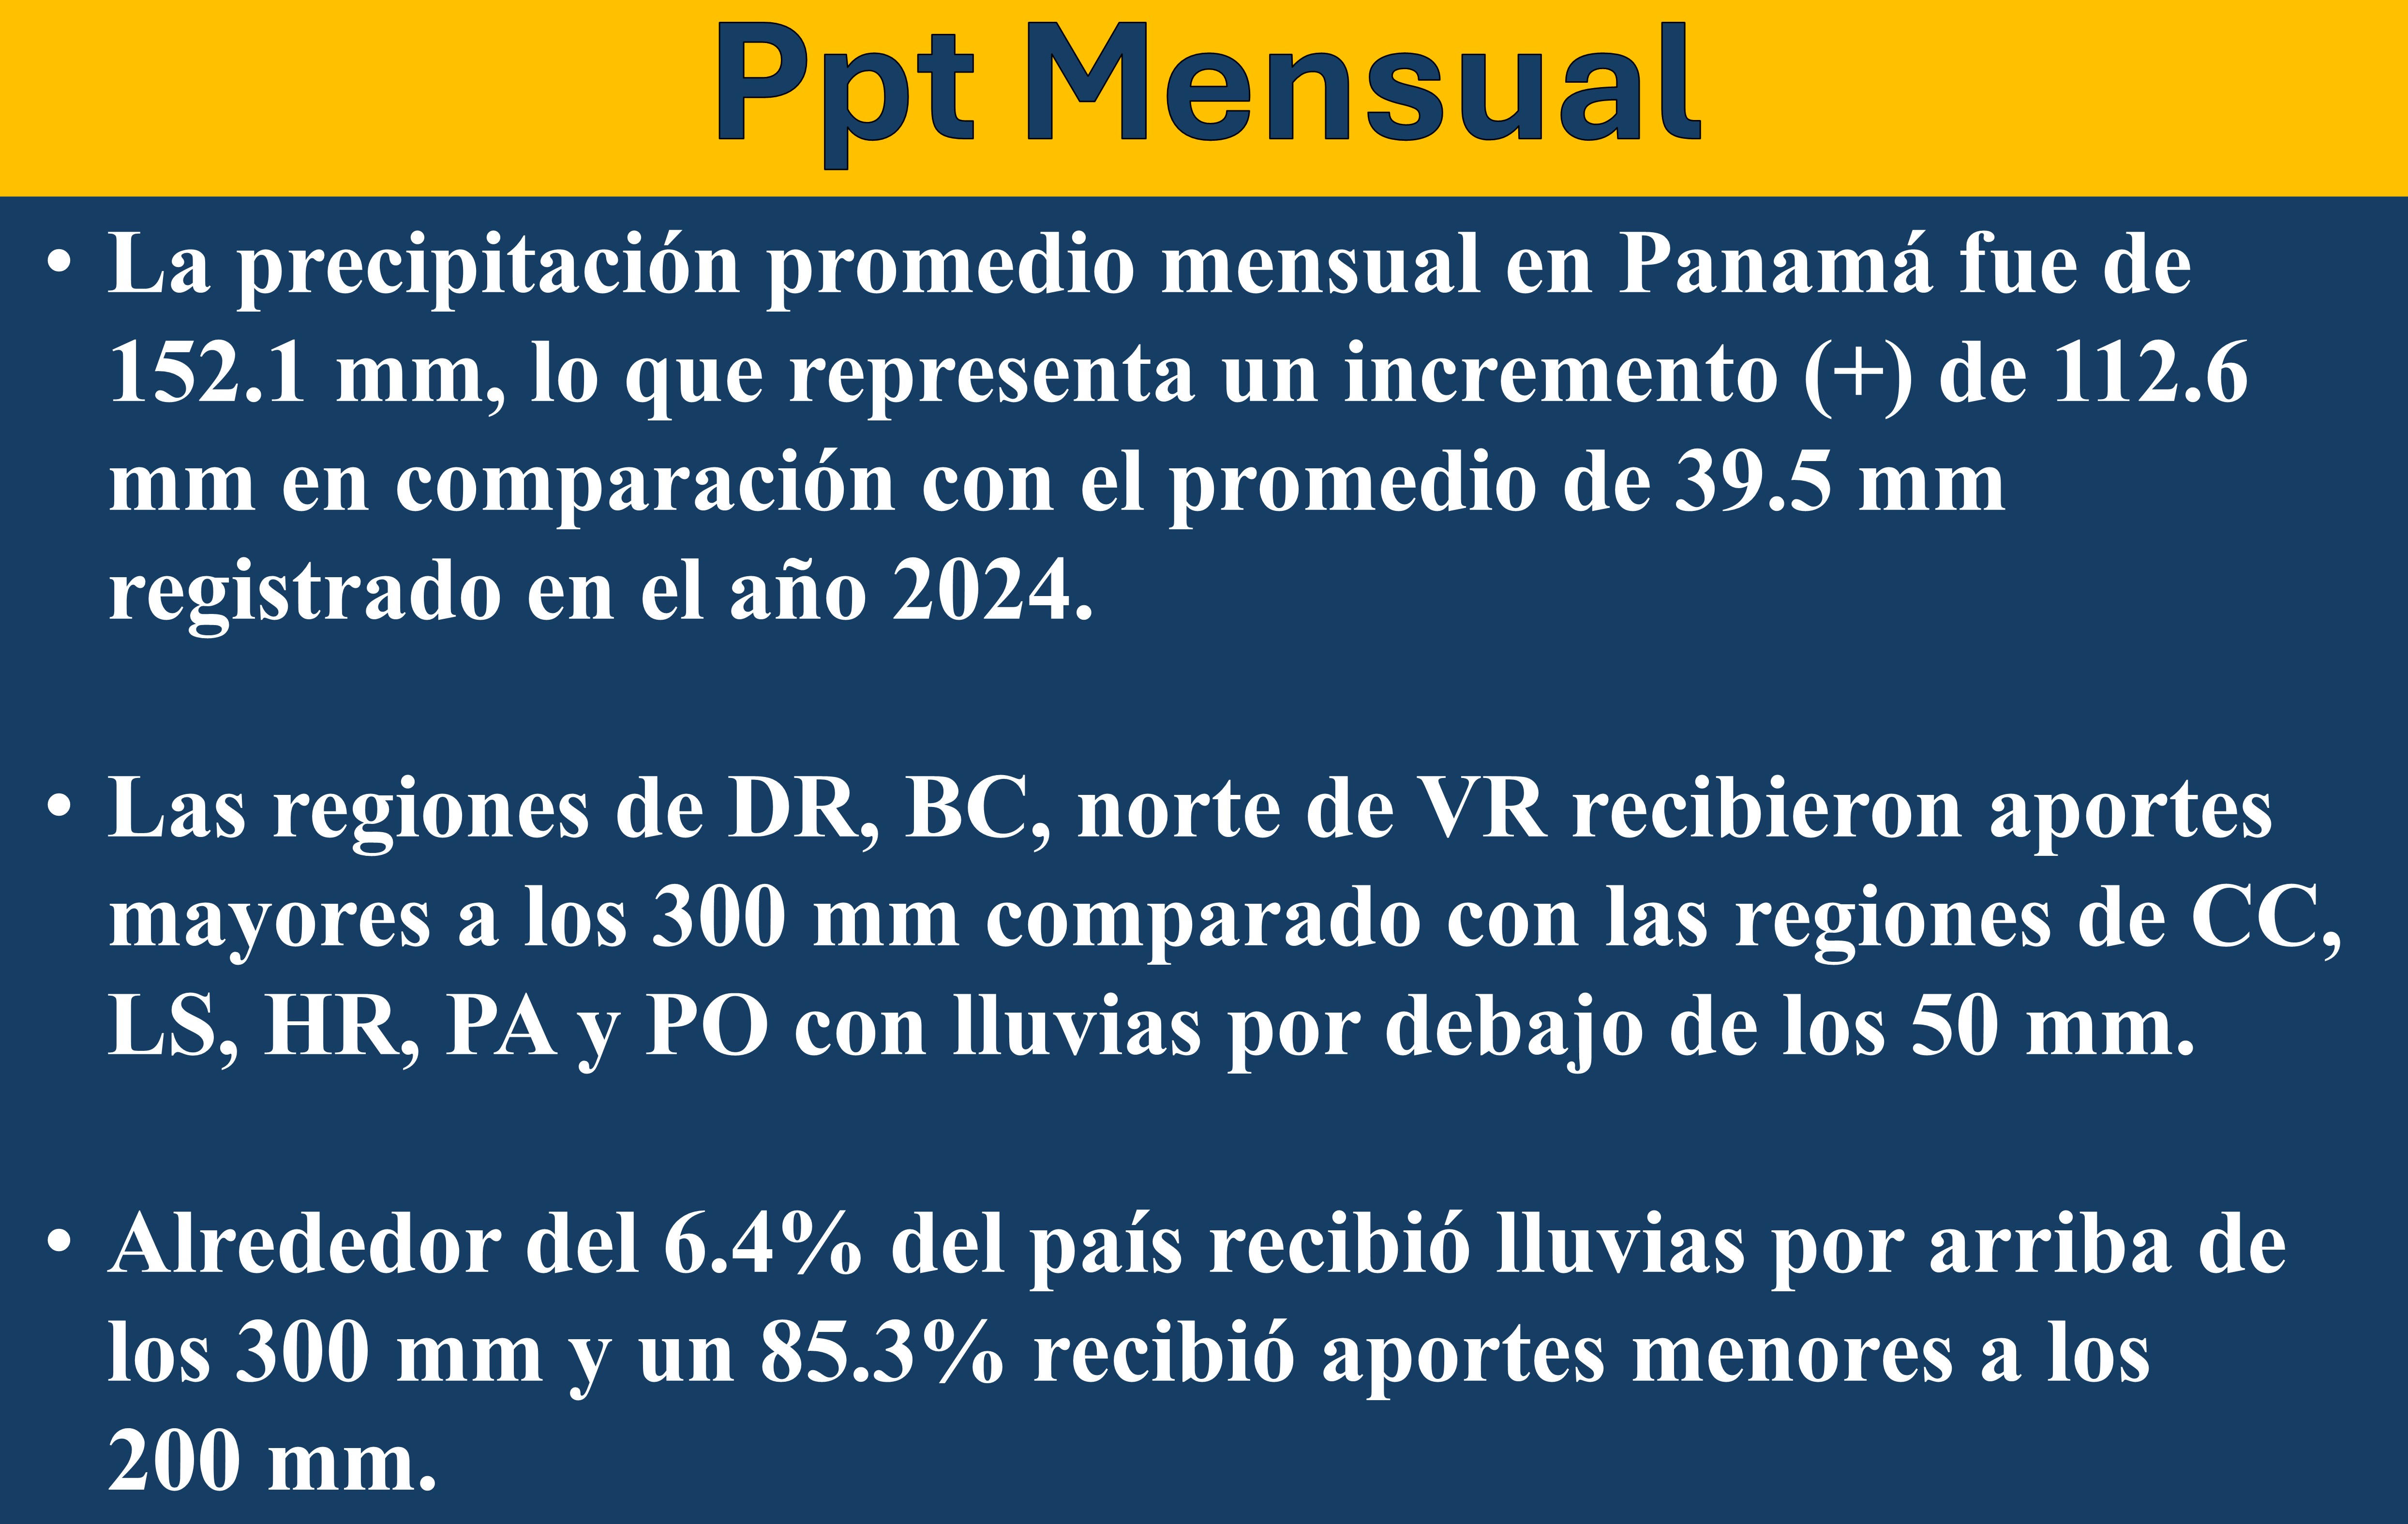 Ppt Mensual
• La precipitación promedio mensual en Panamá fue de
152.1 mm, lo que representa un incremento (+) de 112.6
mm en comparación con el promedio de 39.5 mm
registrado en el año 2024.
• Las regiones de DR, BC, norte de VR recibieron aportes
mayores a los 300 mm comparado con las regiones de CC,
LS, HR, PA y PO con lluvias por debajo de los 50 mm.
• Alrededor del 6.4% del país recibió lluvias por arriba de
los 300 mm y un 85.3% recibió aportes menores a los
200 mm.